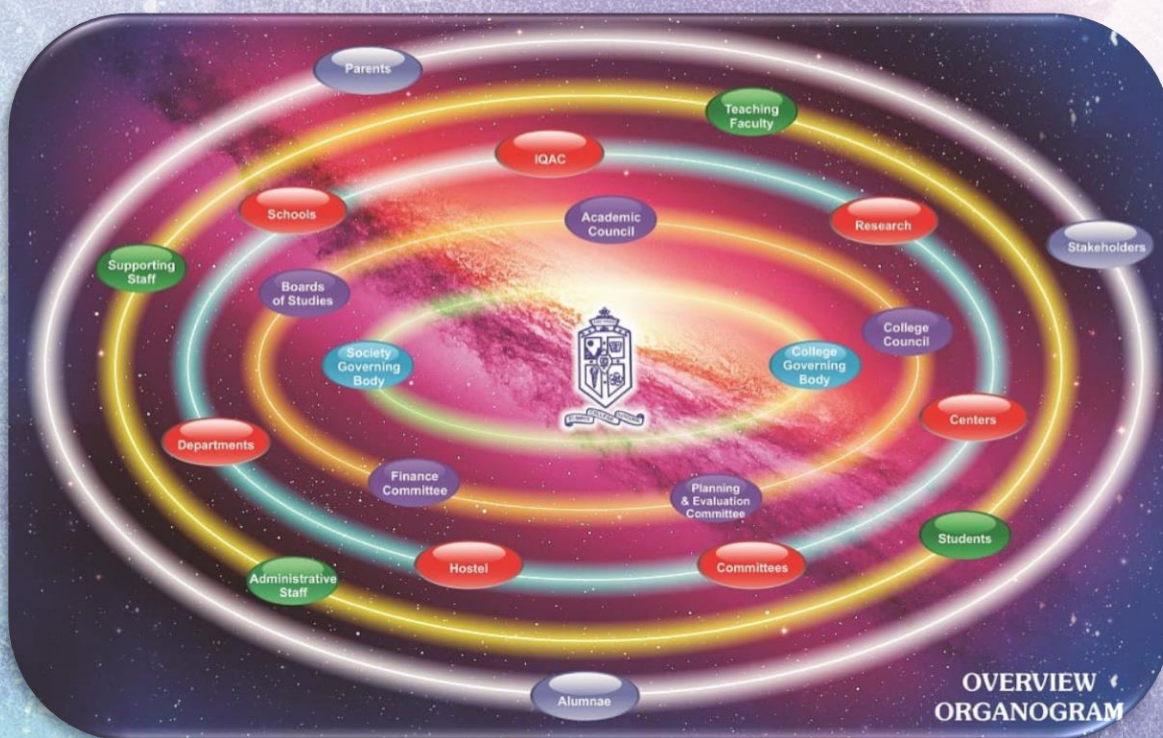 Parents
Teaching
Faculty
IQAC
Schools
Academic
Council
Research
Stakeholders
Supporting
Staff
Boards
of Studies
College
Council
Society
Governing
Body
College
Governing
Body
Centers
Departments
Finance
Committee
Planning
& Evaluation
Committee
Students
Hostel
Committees
Administrative
Staff
Alumnae
OVERVIEW
ORGANOGRAM